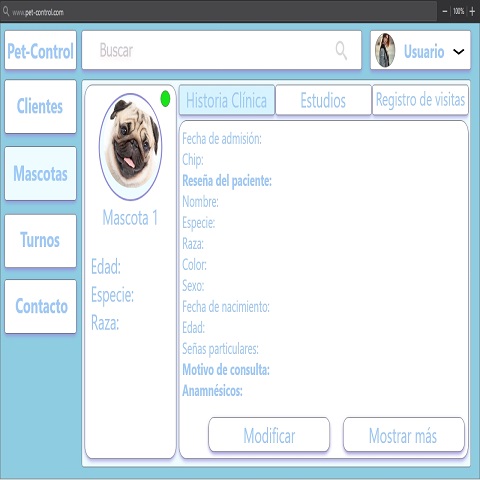 www.pet-control.com
100%
Pet-Control
Buscar
Usuario
Clientes
Mascotas
Turnos
Contacto
Mascota 1
Edad:
Especie:
Raza:
Historia Clínica
Estudios
Registro de visitas
Fecha de admisión:
Chip:
Reseña del paciente:
Nombre:
Especie:
Raza:
Color:
Sexo:
Fecha de nacimiento:
Edad:
Señas particulares:
Motivo de consulta:
Anamnésicos:
Modificar
Mostrar más